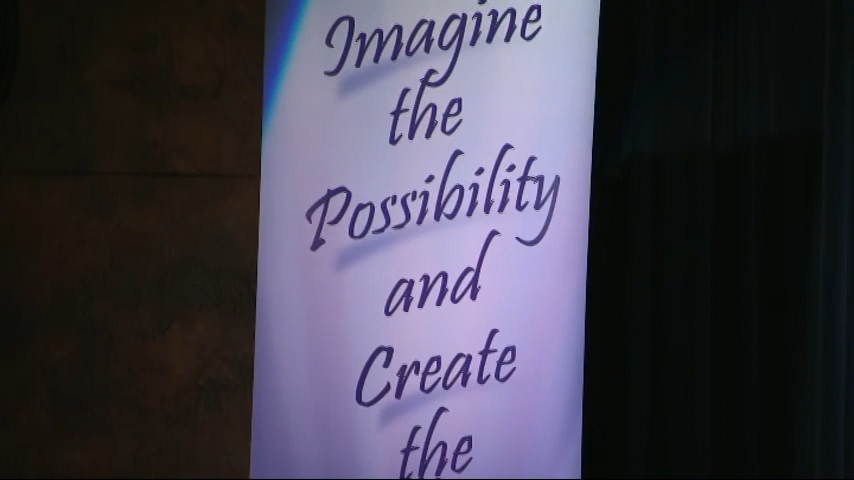 Imagine
the
Possibility
and
Create
the